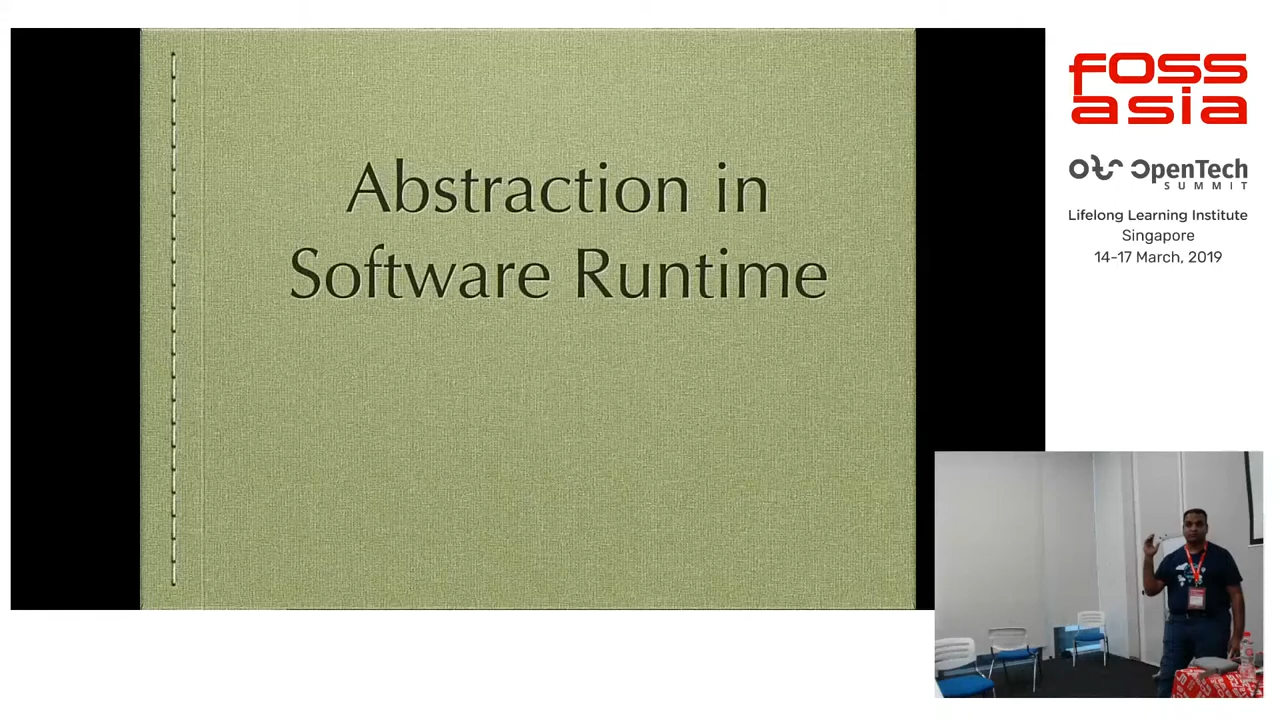 Abstraction in
Software Runtime
FOSS
ASIA
OpenTech
SUMMIT
Lifelong Learning Institute
Singapore
14-17 March, 2019